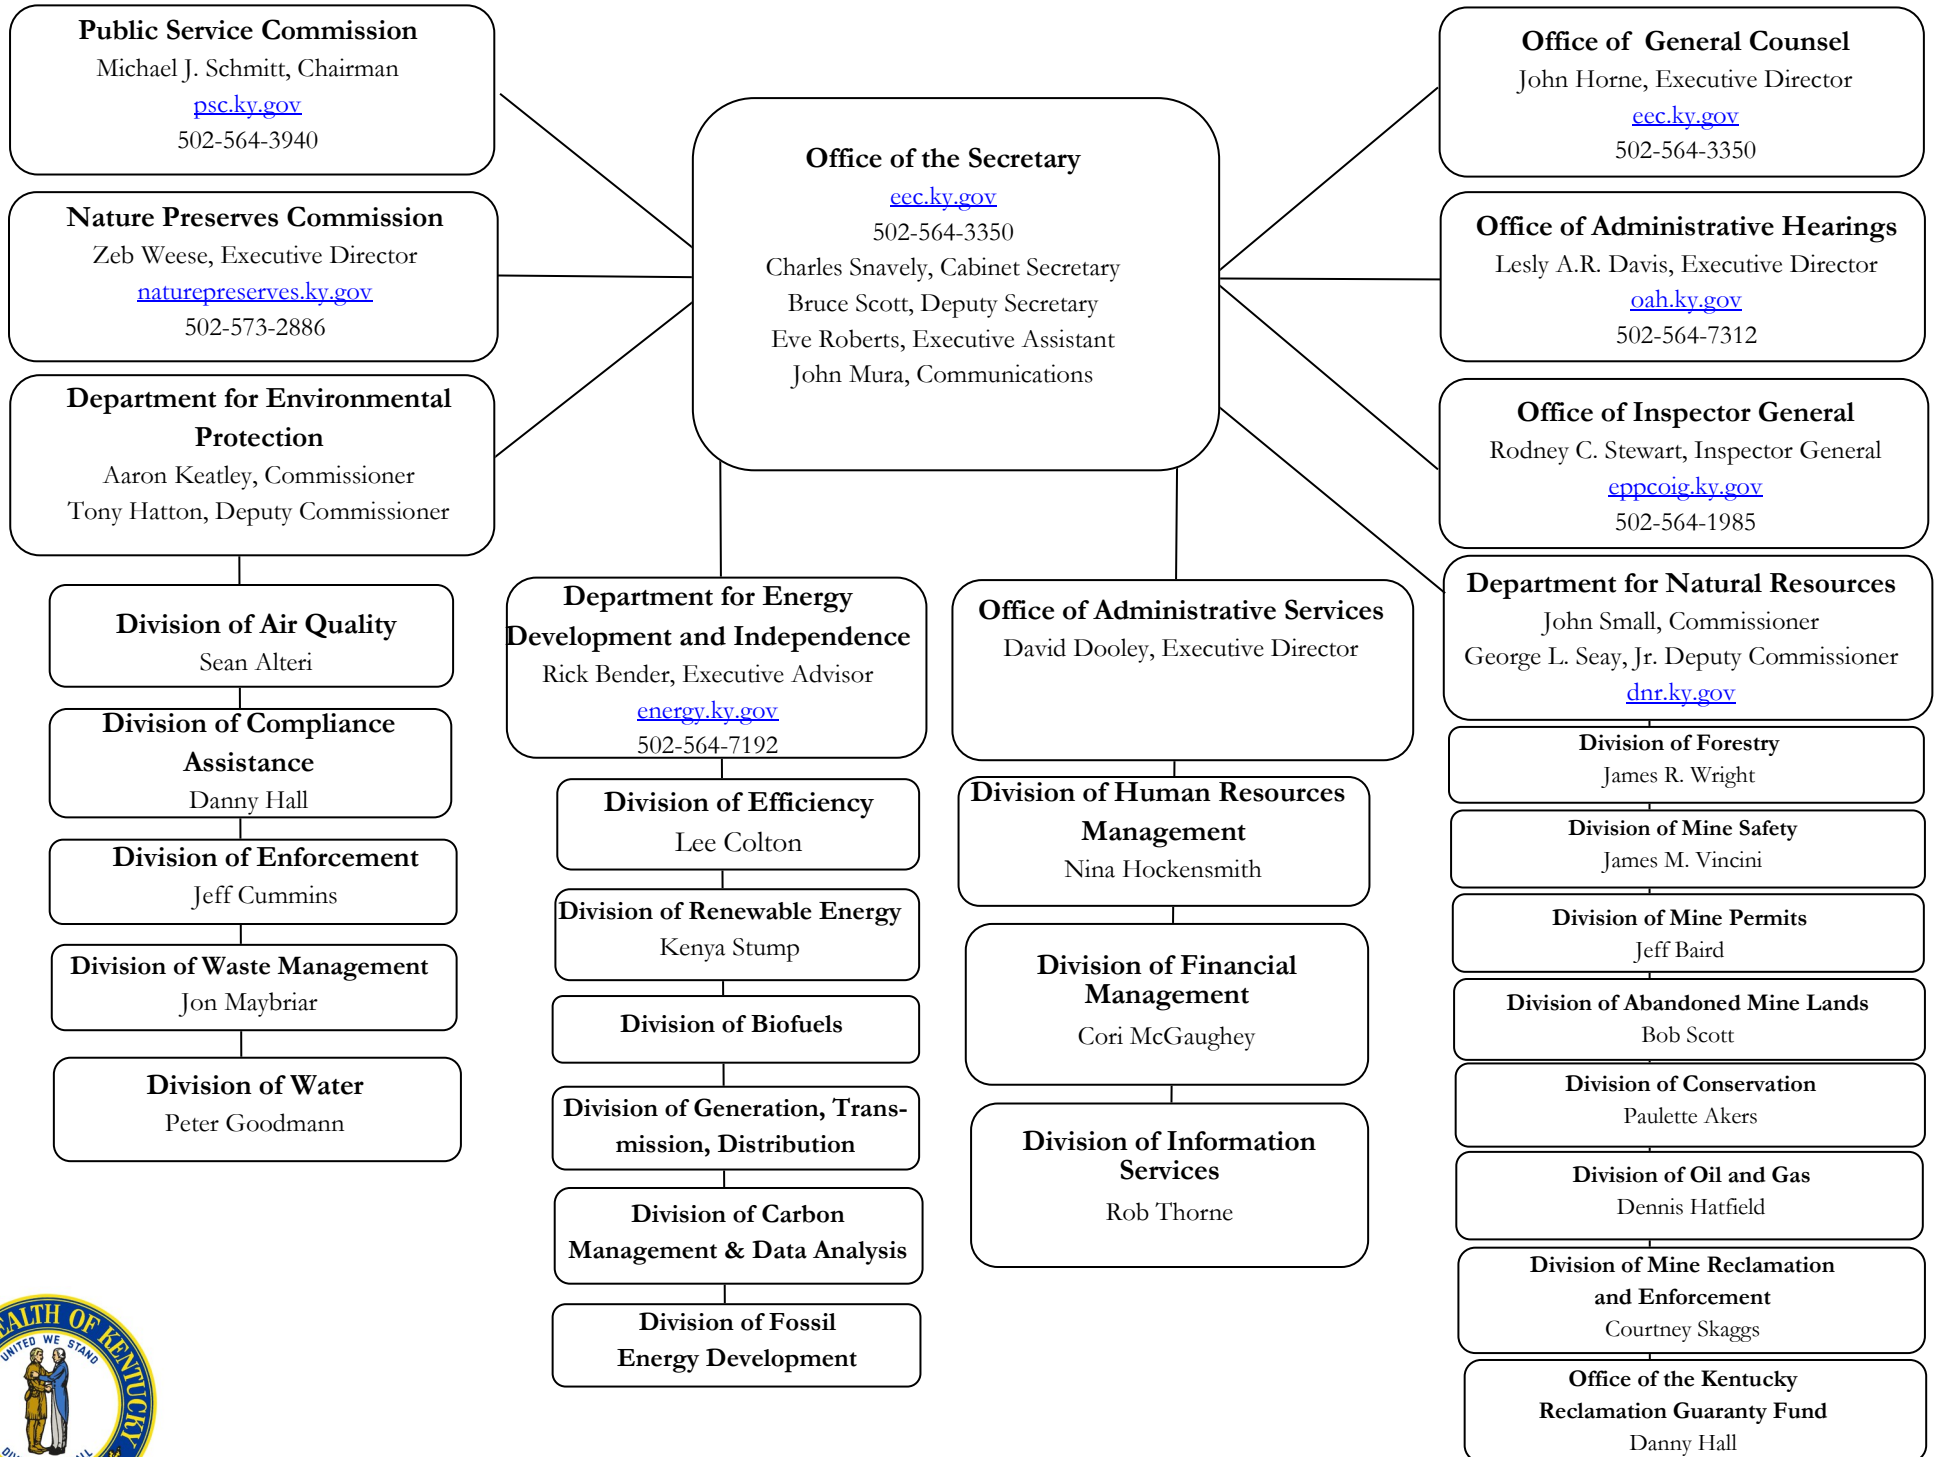 Public Service Commission
Michael J. Schmitt, Chairman
psc.ky.gov
502-564-3940
Nature Preserves Commission
Zeb Weese, Executive Director
naturepreserves.ky.gov
502-573-2886
Department for Environmental
Protection
Aaron Keatley, Commissioner
Tony Hatton, Deputy Commissioner
Division of Air Quality
Sean Alteri
Division of Compliance
Assistance
Danny Hall
Division of Enforcement
Jeff Cummins
Division of Waste Management
Jon Maybriar
Division of Water
Peter Goodmann
Office of the Secretary
eec.ky.gov
502-564-3350
Charles Snavely, Cabinet Secretary
Bruce Scott, Deputy Secretary
Eve Roberts, Executive Assistant
John Mura, Communications
Department for Energy
Development and Independence
Rick Bender, Executive Advisor
energy.ky.gov
502-564-7192
Division of Efficiency
Lee Colton
Division of Renewable Energy
Kenya Stump
Division of Biofuels
Division of Generation, Trans-
mission, Distribution
Division of Carbon
Management & Data Analysis
Division of Fossil
Energy Development
Office of Administrative Services
David Dooley, Executive Director
Division of Human Resources
Management
Nina Hockensmith
Division of Financial
Management
Cori McGaughey
Division of Information
Services
Rob Thorne
Office of  General Counsel
John Horne, Executive Director
eec.ky.gov
502-564-3350
Office of Administrative Hearings
Lesly A.R. Davis, Executive Director
oah.ky.gov
502-564-7312
Office of Inspector General
Rodney C. Stewart, Inspector General
eppcoig.ky.gov
502-564-1985
Department for Natural Resources
John Small, Commissioner
George L. Seay, Jr. Deputy Commissioner
dnr.ky.gov
Division of Forestry
James R. Wright
Division of Mine Safety
James M. Vincini
Division of Mine Permits
Jeff Baird
Division of Abandoned Mine Lands
Bob Scott
Division of Conservation
Paulette Akers
Division of Oil and Gas
Dennis Hatfield
Division of Mine Reclamation
and Enforcement
Courtney Skaggs
Office of the Kentucky
Reclamation Guaranty Fund
Danny Hall
EALTH OF KENTUCKY
UNITED WE STAND